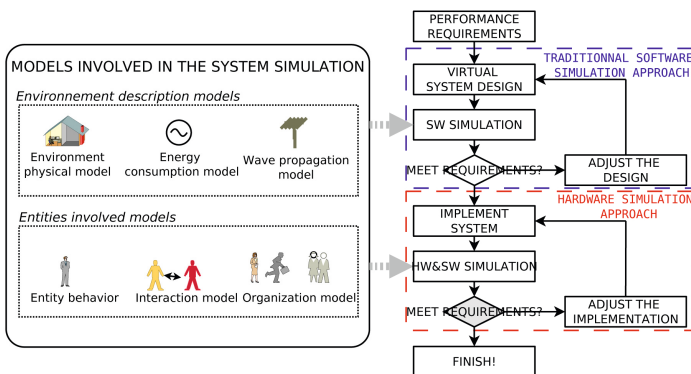 MODELS INVOLVED IN THE SYSTEM SIMULATION
Environnement description models
Environment
physical model
Energy
consumption model
Wave propagation
model
Entities involved models
Entity behavior
Interaction model
Organization model
PERFORMANCE
REQUIREMENTS
TRADITIONNAL SOFTWARE
SIMULATION APPROACH
VIRTUAL
SYSTEM DESIGN
SW SIMULATION
MEET REQUIREMENTS?
ADJUST THE
DESIGN
HARDWARE SIMULATION
APPROACH
IMPLEMENT
SYSTEM
HW&SW SIMULATION
MEET REQUIREMENTS?
ADJUST THE
IMPLEMENTATION
FINISH!